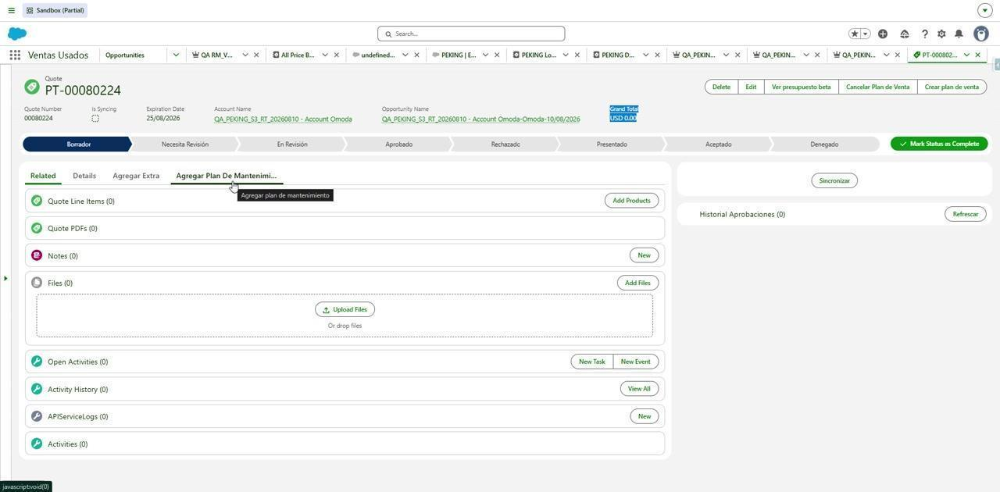 Sandbox (Partial)
Search...
Ventas Usados
Opportunities
QA RM_V...
All Price B...
undefined...
PEKING | E...
PEKING Lo...
PEKING D...
QA_PEKIN...
QA_PEKIN...
QA_PEKIN...
PT-000802...
Quote
PT-00080224
Delete
Edit
Ver presupuesto beta
Cancelar Plan de Venta
Crear plan de venta
Quote Number
00080224
Is Syncing
Expiration Date
25/08/2026
Account Name
QA_PEKING_S3_RT_20260810 - Account Omoda
Opportunity Name
QA_PEKING_S3_RT_20260810 - Account Omoda-Omoda-10/08/2026
Grand Total
USD 0.00
Borrador
Necesita Revisión
En Revisión
Aprobado
Rechazado
Presentado
Aceptado
Denegado
Mark Status as Complete
Related
Details
Agregar Extra
Agregar Plan De Mantenimi...
Agregar plan de mantenimiento
Quote Line Items (0)
Add Products
Quote PDFs (0)
Notes (0)
New
Files (0)
Add Files
Upload Files
Or drop files
Open Activities (0)
New Task
New Event
Activity History (0)
View All
APIServiceLogs (0)
New
Activities (0)
Sincronizar
Historial Aprobaciones (0)
Refrescar
javascript:void(0)